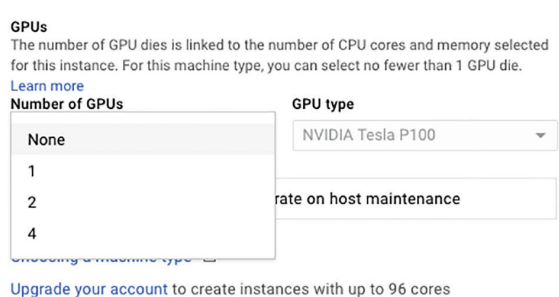 GPUs
The number of GPU dies is linked to the number of CPU cores and memory selected
for this instance. For this machine type, you can select no fewer than 1 GPU die.
Learn more
Number of GPUs
GPU type
None
NVIDIA Tesla P100
1
2
rate on host maintenance
4
Choosing a machine type
Upgrade your account to create instances with up to 96 cores